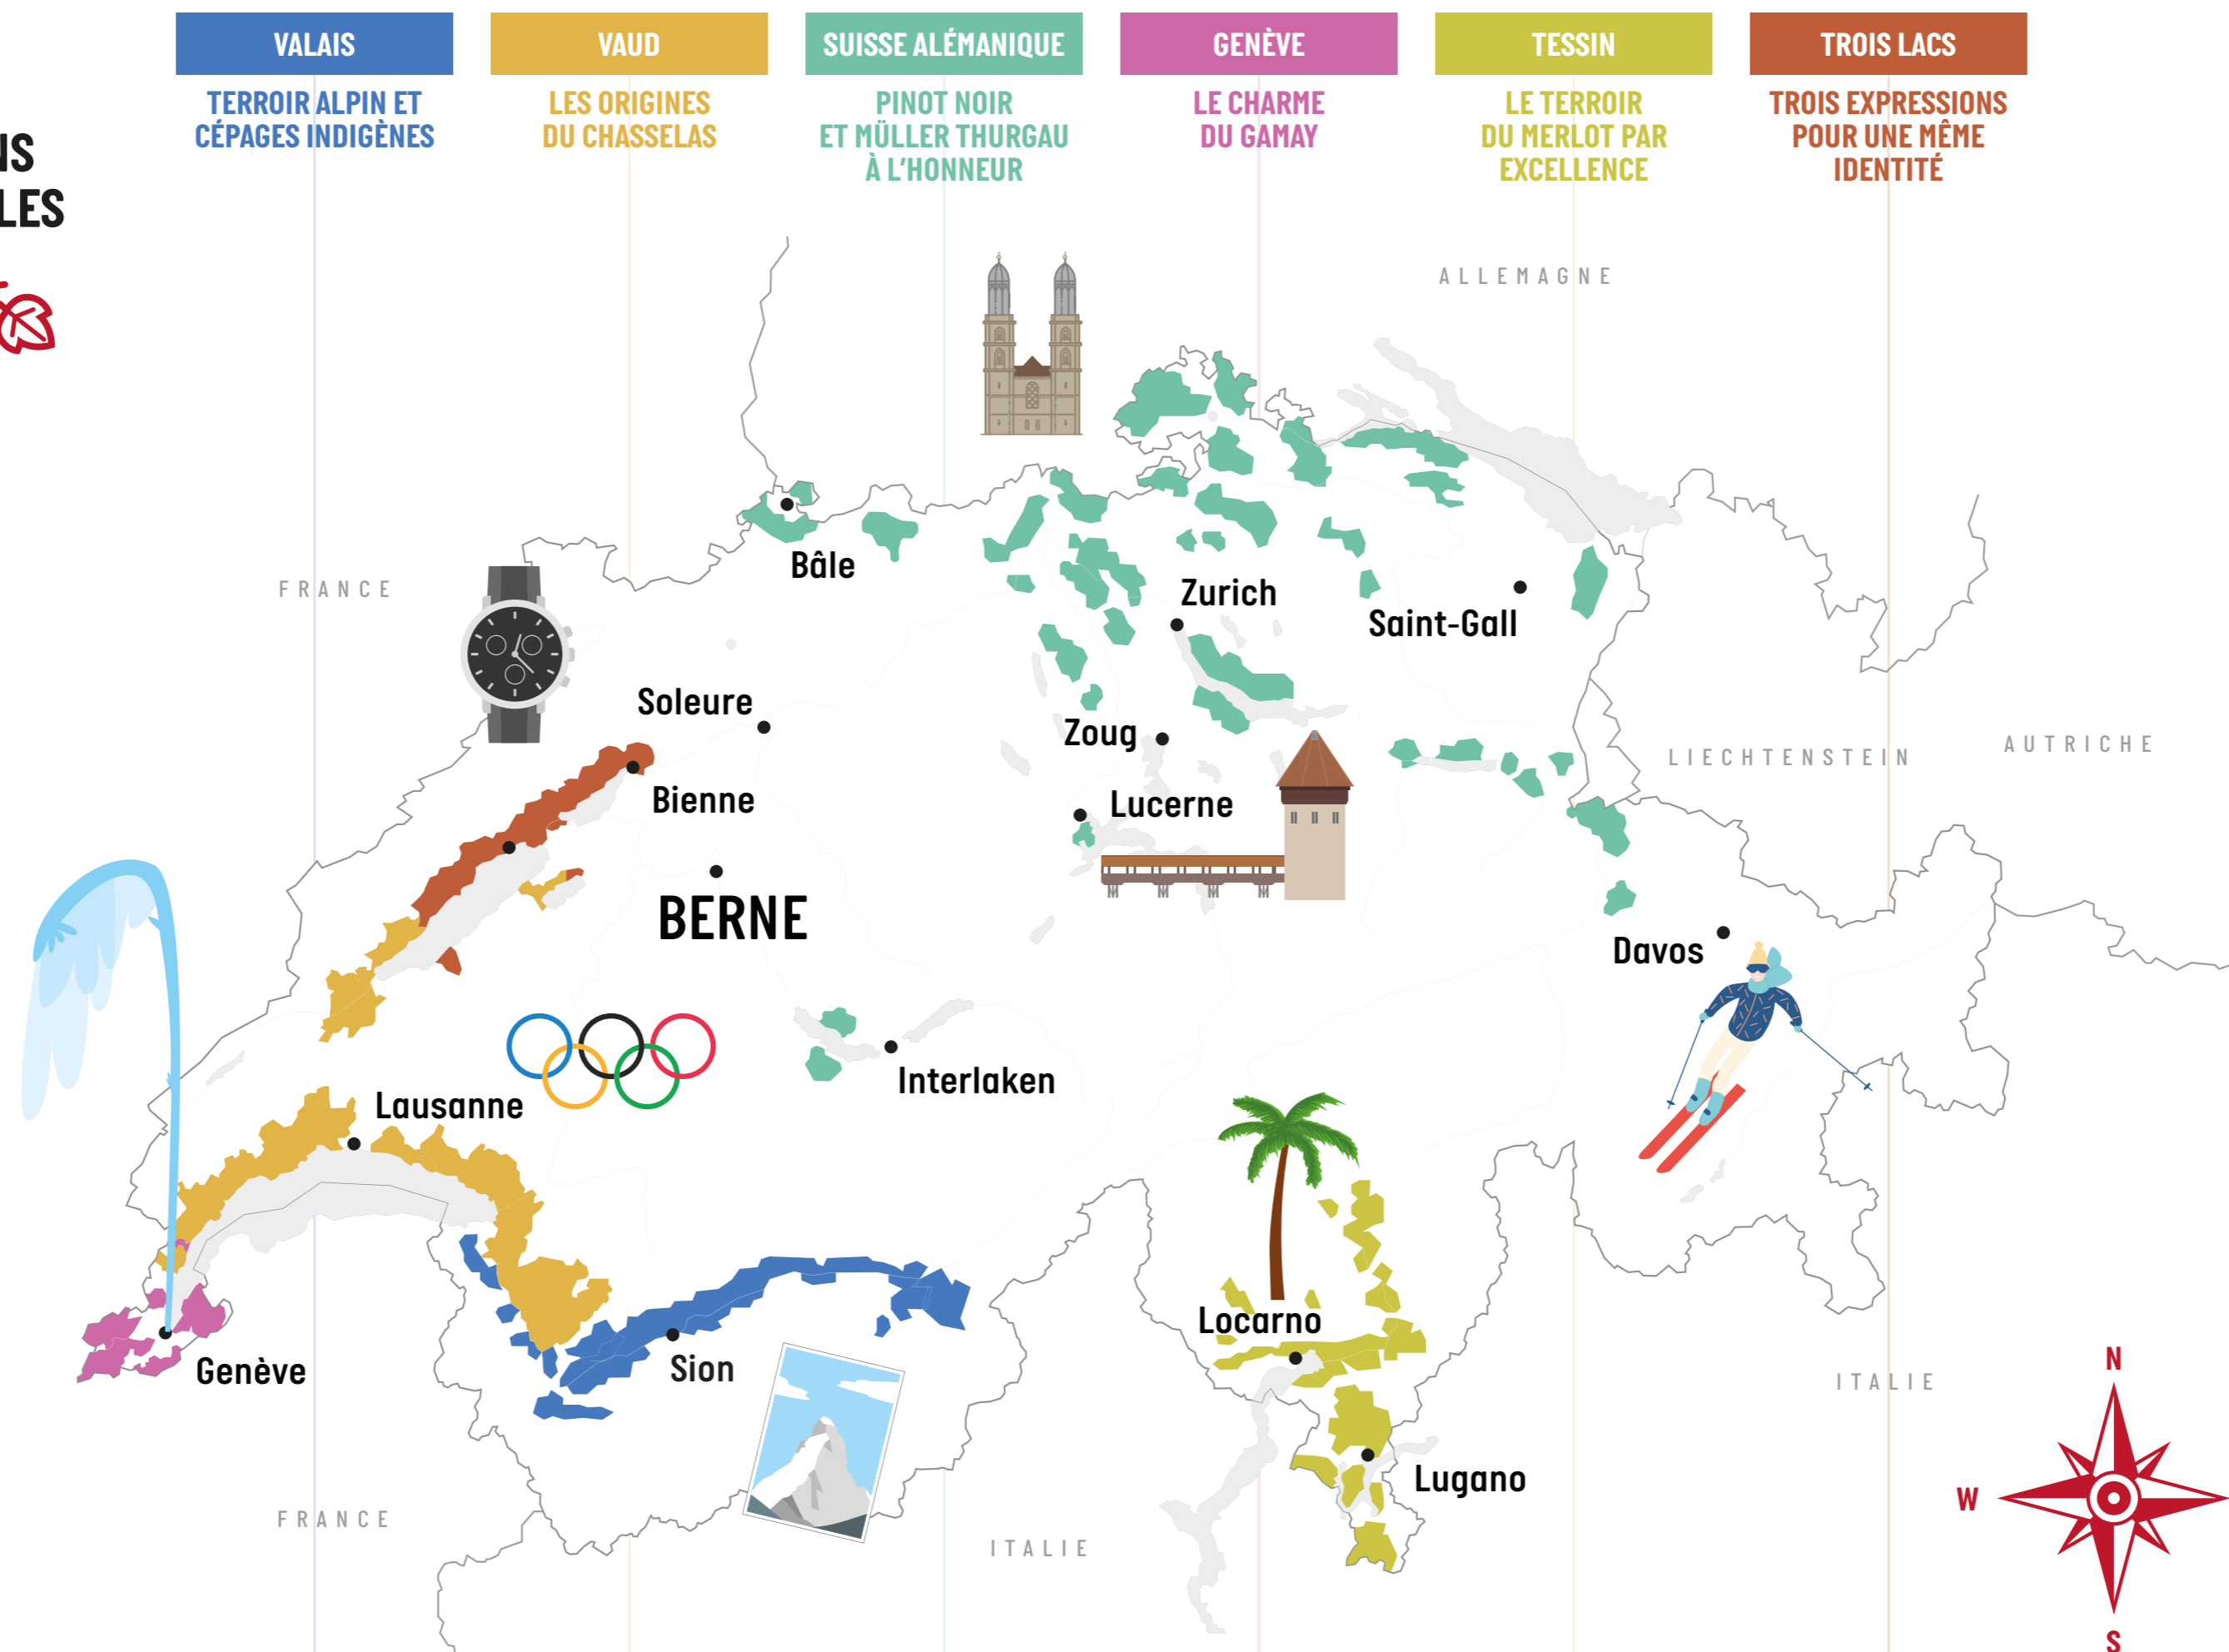 VALAIS
TERROIR ALPIN ET
CÉPAGES INDIGÈNES
VAUD
LES ORIGINES
DU CHASSELAS
SUISSE ALÉMANIQUE
PINOT NOIR
ET MÜLLER THURGAU
À L'HONNEUR
GENÈVE
LE CHARME
DU GAMAY
TESSIN
LE TERROIR
DU MERLOT PAR
EXCELLENCE
TROIS LACS
TROIS EXPRESSIONS
POUR UNE MÊME
IDENTITÉ
NS
LES
ALLEMAGNE
FRANCE
Bâle
Zurich
Saint-Gall
Soleure
Zoug
LIECHTENSTEIN
AUTRICHE
Bienne
Lucerne
BERNE
Davos
Interlaken
Lausanne
Locarno
Genève
Sion
ITALIE
Lugano
FRANCE
ITALIE
N
W
S